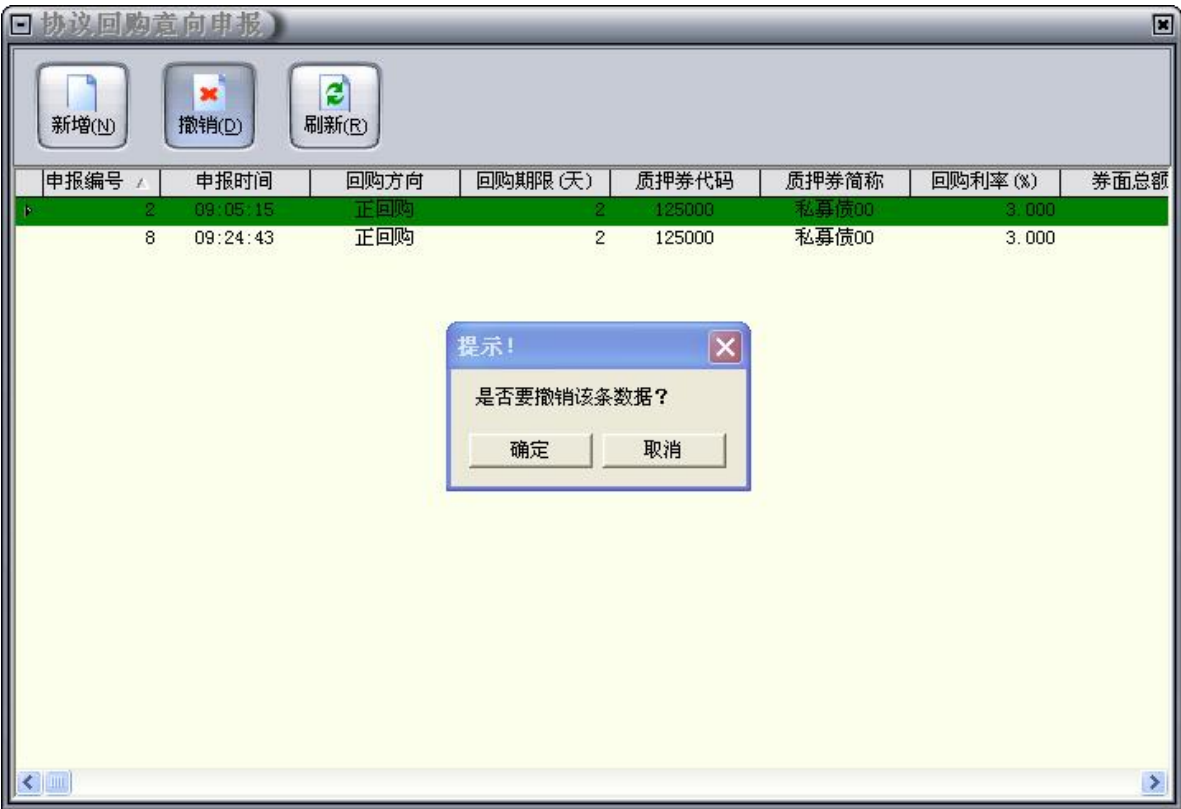 协议回购意向申报
新增(N) 撤销(D) 刷新(R)
申报编号 申报时间 回购方向 回购期限(天) 质押券代码 质押券简称 回购利率(%) 券面总额
2 09:05:15 正回购 2 125000 私募债00 3.000
8 09:24:43 正回购 2 125000 私募债00 3.000
提示!
是否要撤销该条数据?
确定 取消